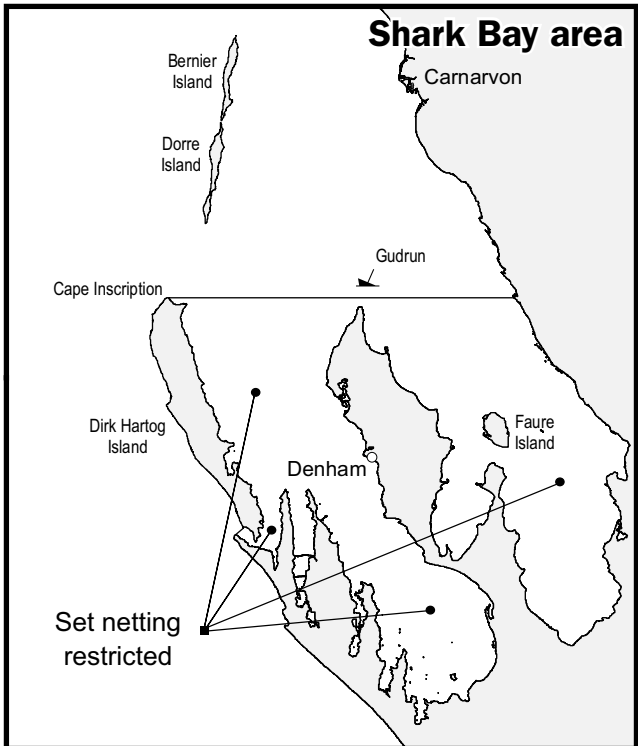 Shark Bay area
Bernier
Island
Carnarvon
Dorre
Island
Gudrun
Cape Inscription
Dirk Hartog
Island
Faure
Island
Denham
Set netting
restricted